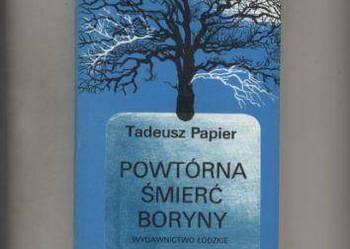 Tadeusz Papier
POWTÓRNA
ŚMIERĆ
BORYNY
WYDAWNICTWO ŁÓDZKIE